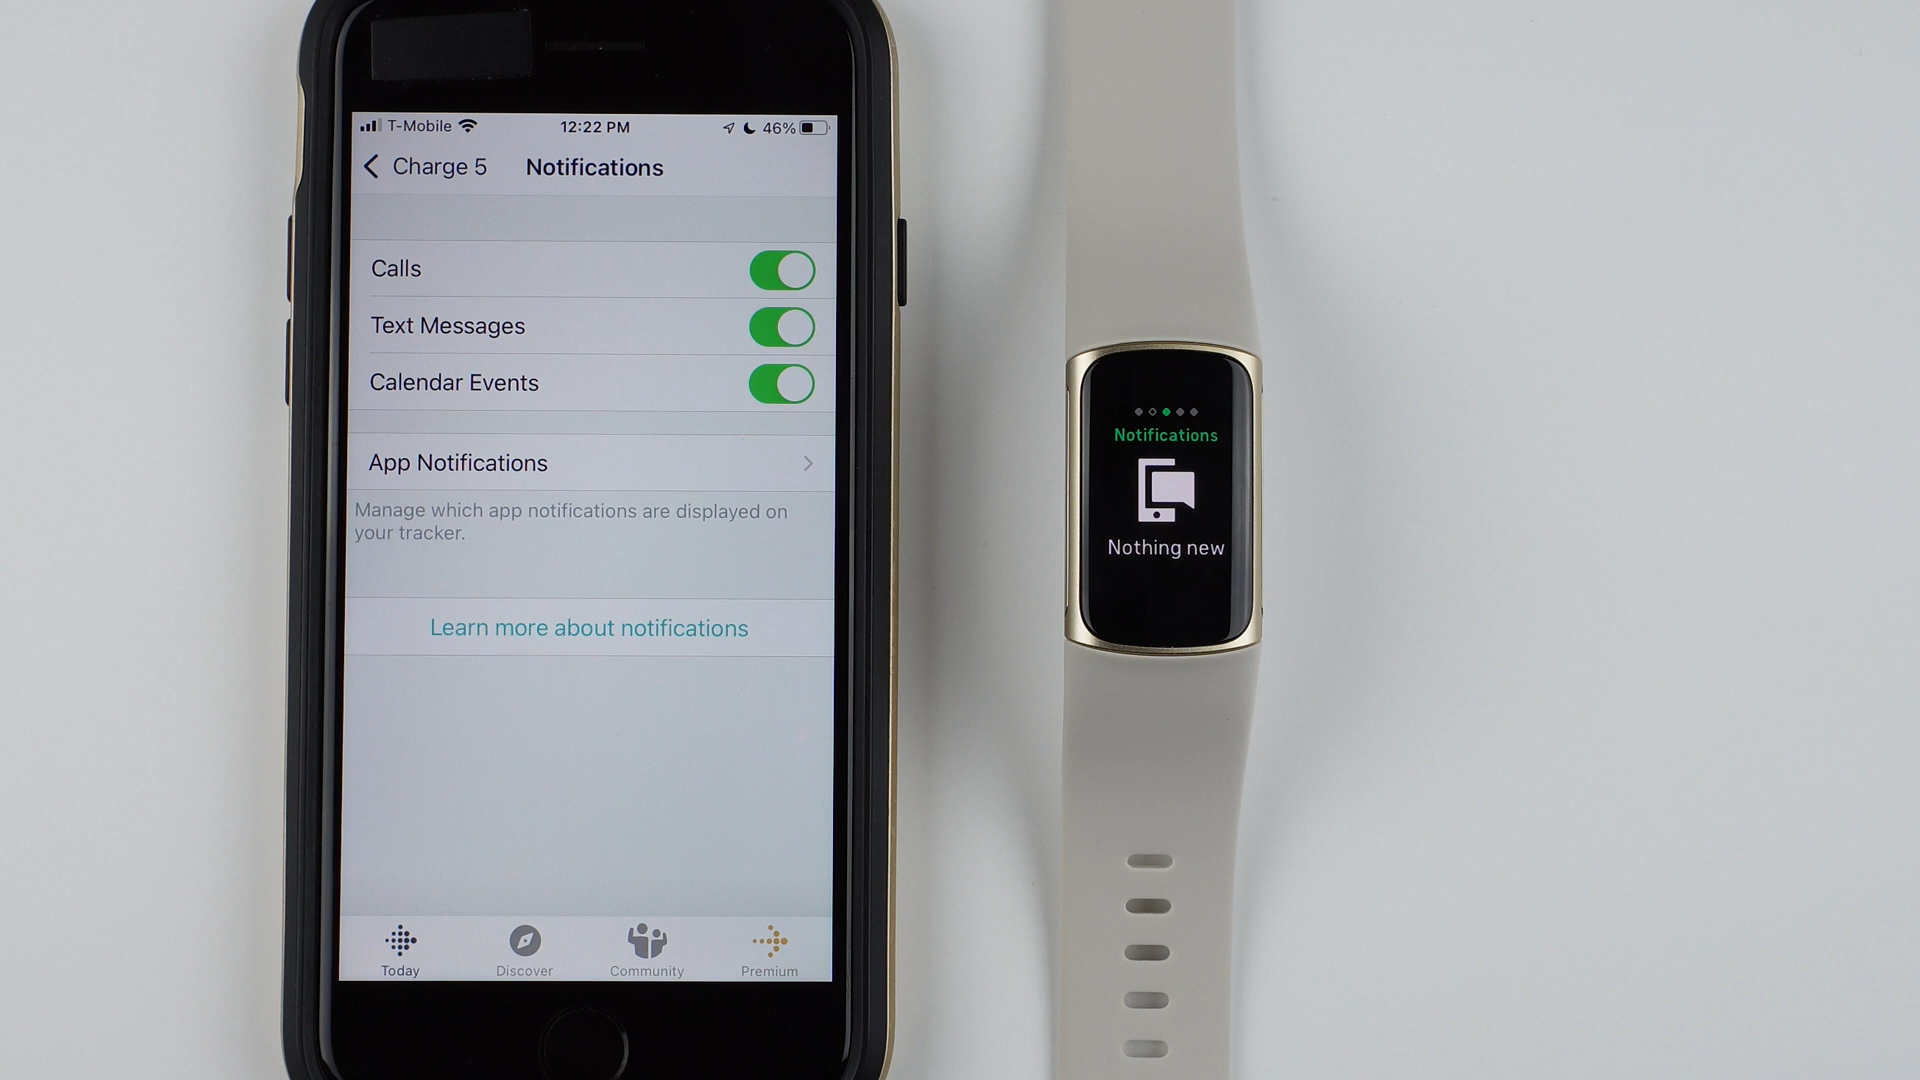 T-Mobile 12:22 PM 46%
Charge 5 Notifications
Calls
Text Messages
Calendar Events
App Notifications
Manage which app notifications are displayed on
your tracker.
Learn more about notifications
Today Discover Community Premium
Notifications
Nothing new